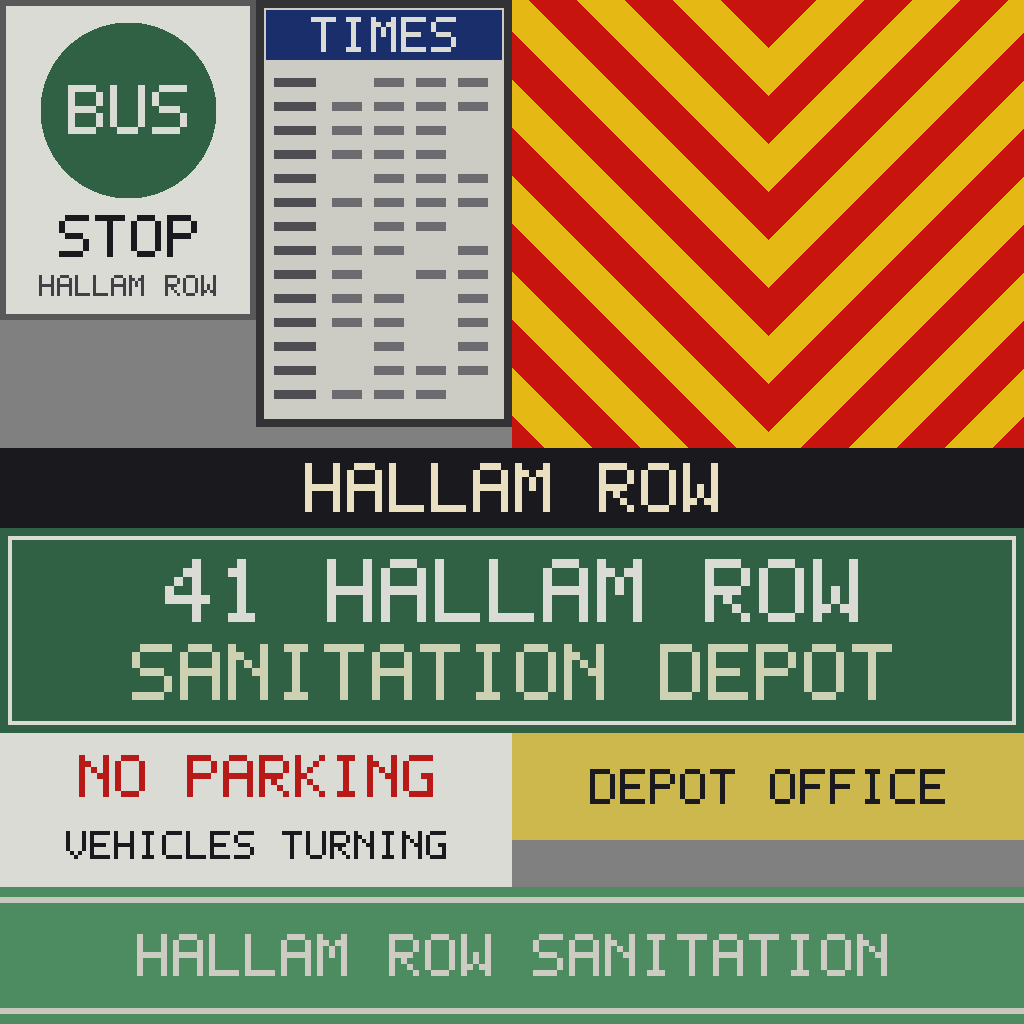 BUS
STOP
HALLAM ROW
TIMES
HALLAM ROW
41 HALLAM ROW
SANITATION DEPOT
NO PARKING
VEHICLES TURNING
DEPOT OFFICE
HALLAM ROW SANITATION